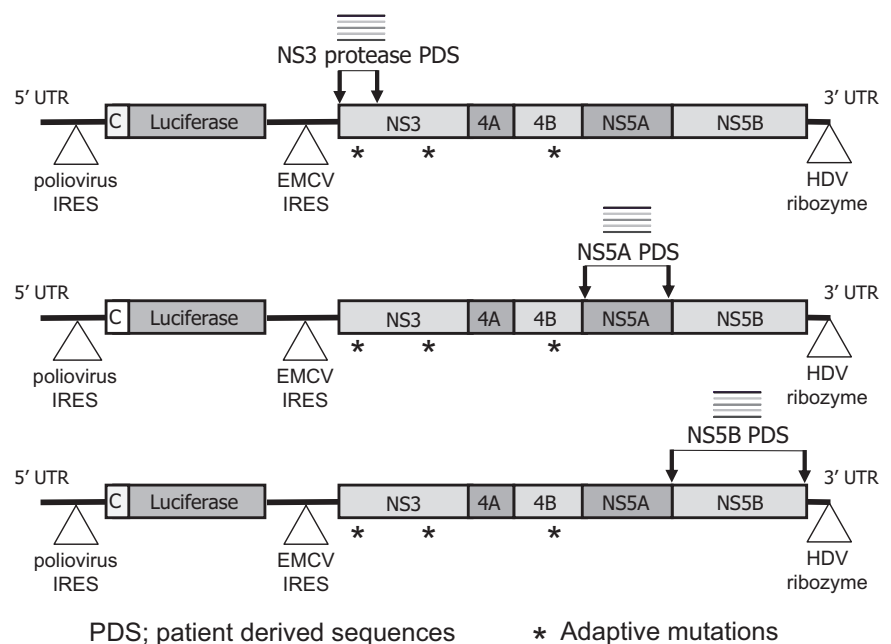 NS3 protease PDS
5′ UTR 3′ UTR
C Luciferase NS3 4A 4B NS5A NS5B
* * *
poliovirus EMCV HDV
IRES IRES ribozyme
NS5A PDS
5′ UTR 3′ UTR
C Luciferase NS3 4A 4B NS5A NS5B
* * *
poliovirus EMCV HDV
IRES IRES ribozyme
NS5B PDS
5′ UTR 3′ UTR
C Luciferase NS3 4A 4B NS5A NS5B
* * *
poliovirus EMCV HDV
IRES IRES ribozyme
PDS; patient derived sequences * Adaptive mutations